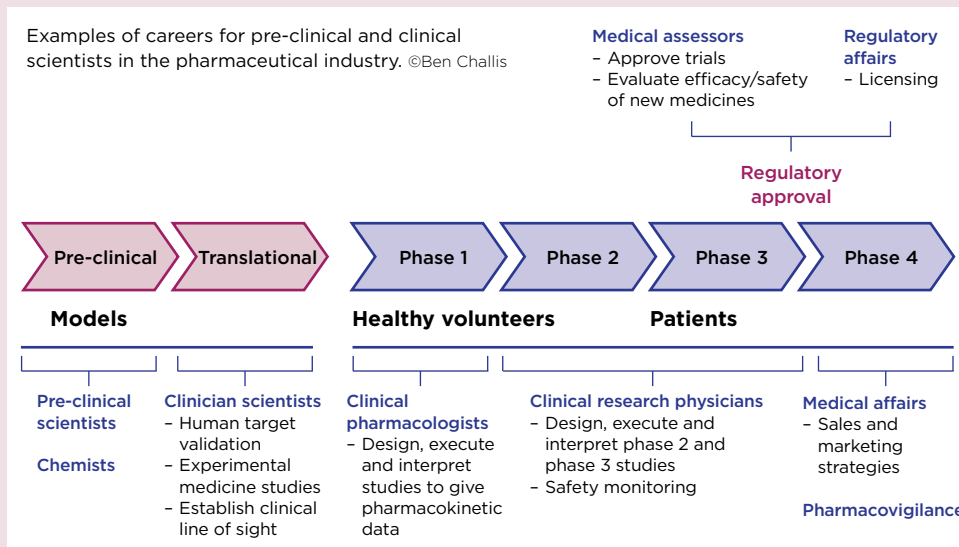 Examples of careers for pre-clinical and clinical
scientists in the pharmaceutical industry. ©Ben Challis
Medical assessors
– Approve trials
– Evaluate efficacy/safety
of new medicines
Regulatory
affairs
– Licensing
Regulatory
approval
Pre-clinical
Translational
Phase 1
Phase 2
Phase 3
Phase 4
Models
Healthy volunteers
Patients
Pre-clinical
scientists
Chemists
Clinician scientists
– Human target
validation
– Experimental
medicine studies
– Establish clinical
line of sight
Clinical
pharmacologists
– Design, execute
and interpret
studies to give
pharmacokinetic
data
Clinical research physicians
– Design, execute and
interpret phase 2 and
phase 3 studies
– Safety monitoring
Medical affairs
– Sales and
marketing
strategies
Pharmacovigilance